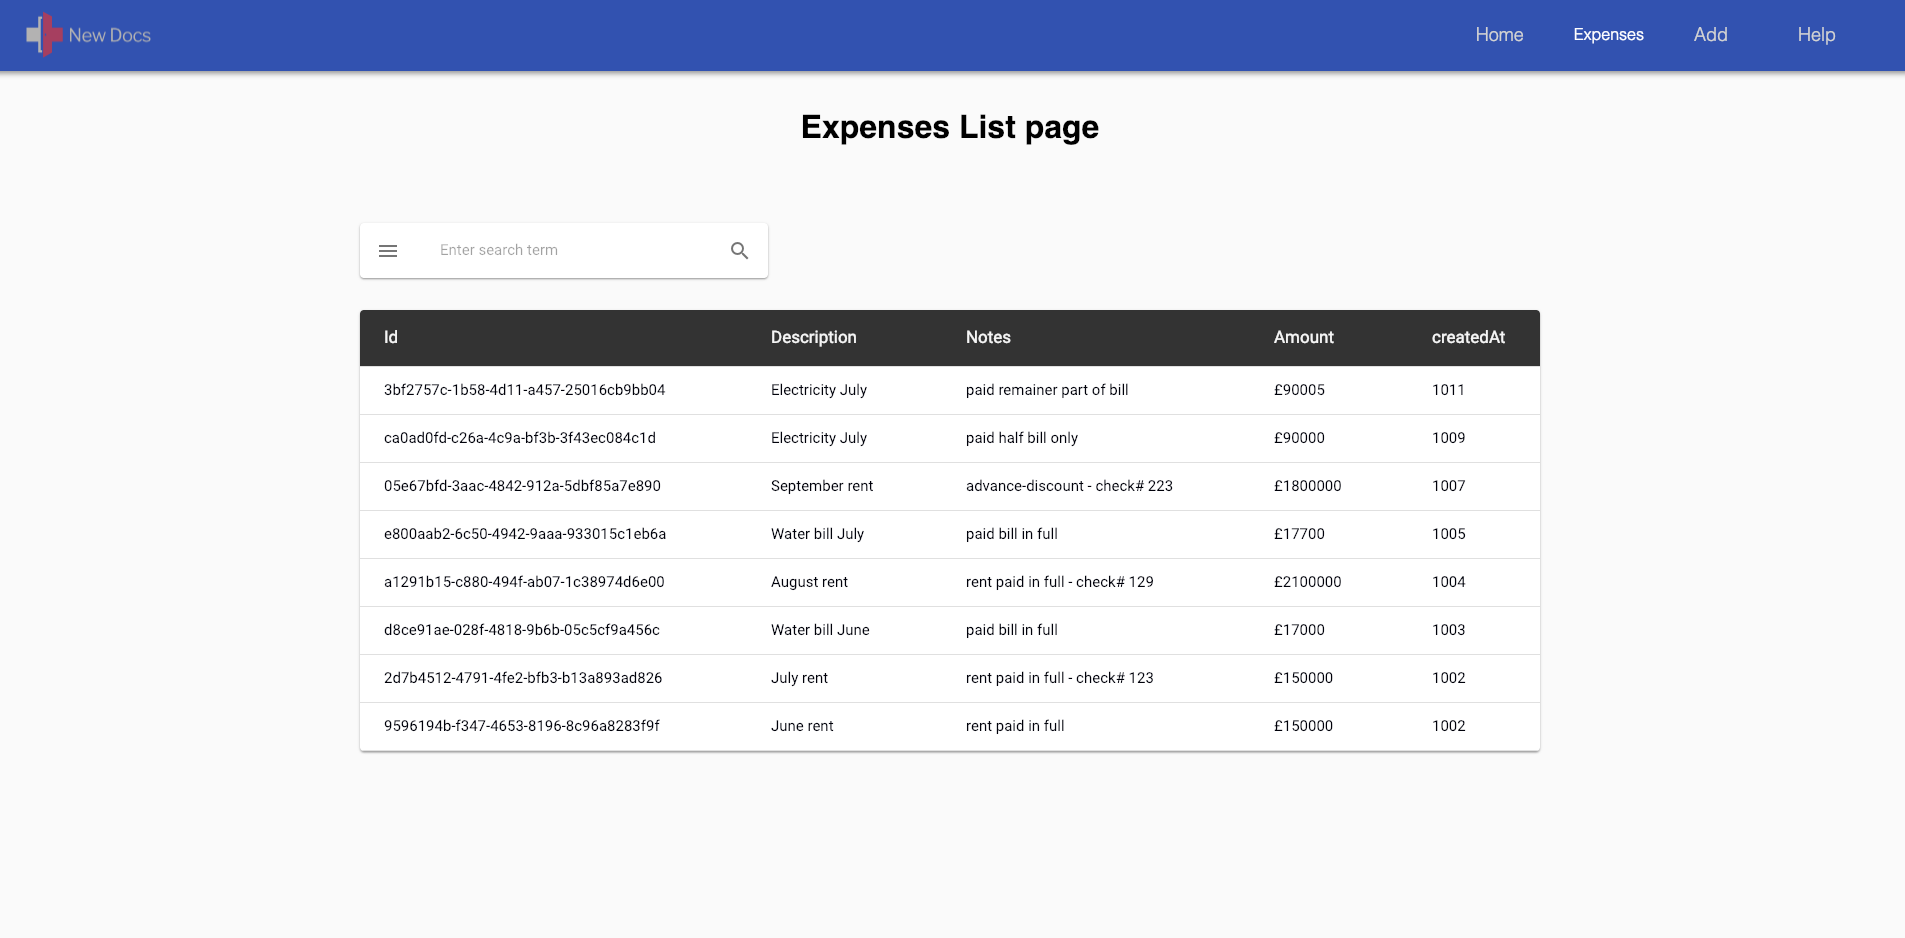 New Docs Home Expenses Add Help
Expenses List page
Enter search term
Id Description Notes Amount createdAt
3bf2757c-1b58-4d11-a457-25016cb9bb04 Electricity July paid remainer part of bill £90005 1011
ca0ad0fd-c26a-4c9a-bf3b-3f43ec084c1d Electricity July paid half bill only £90000 1009
05e67bfd-3aac-4842-912a-5dbf85a7e890 September rent advance-discount - check# 223 £1800000 1007
e800aab2-6c50-4942-9aaa-933015c1eb6a Water bill July paid bill in full £17700 1005
a1291b15-c880-494f-ab07-1c38974d6e00 August rent rent paid in full - check# 129 £2100000 1004
d8ce91ae-028f-4818-9b6b-05c5cf9a456c Water bill June paid bill in full £17000 1003
2d7b4512-4791-4fe2-bfb3-b13a893ad826 July rent rent paid in full - check# 123 £150000 1002
9596194b-f347-4653-8196-8c96a8283f9f June rent rent paid in full £150000 1002